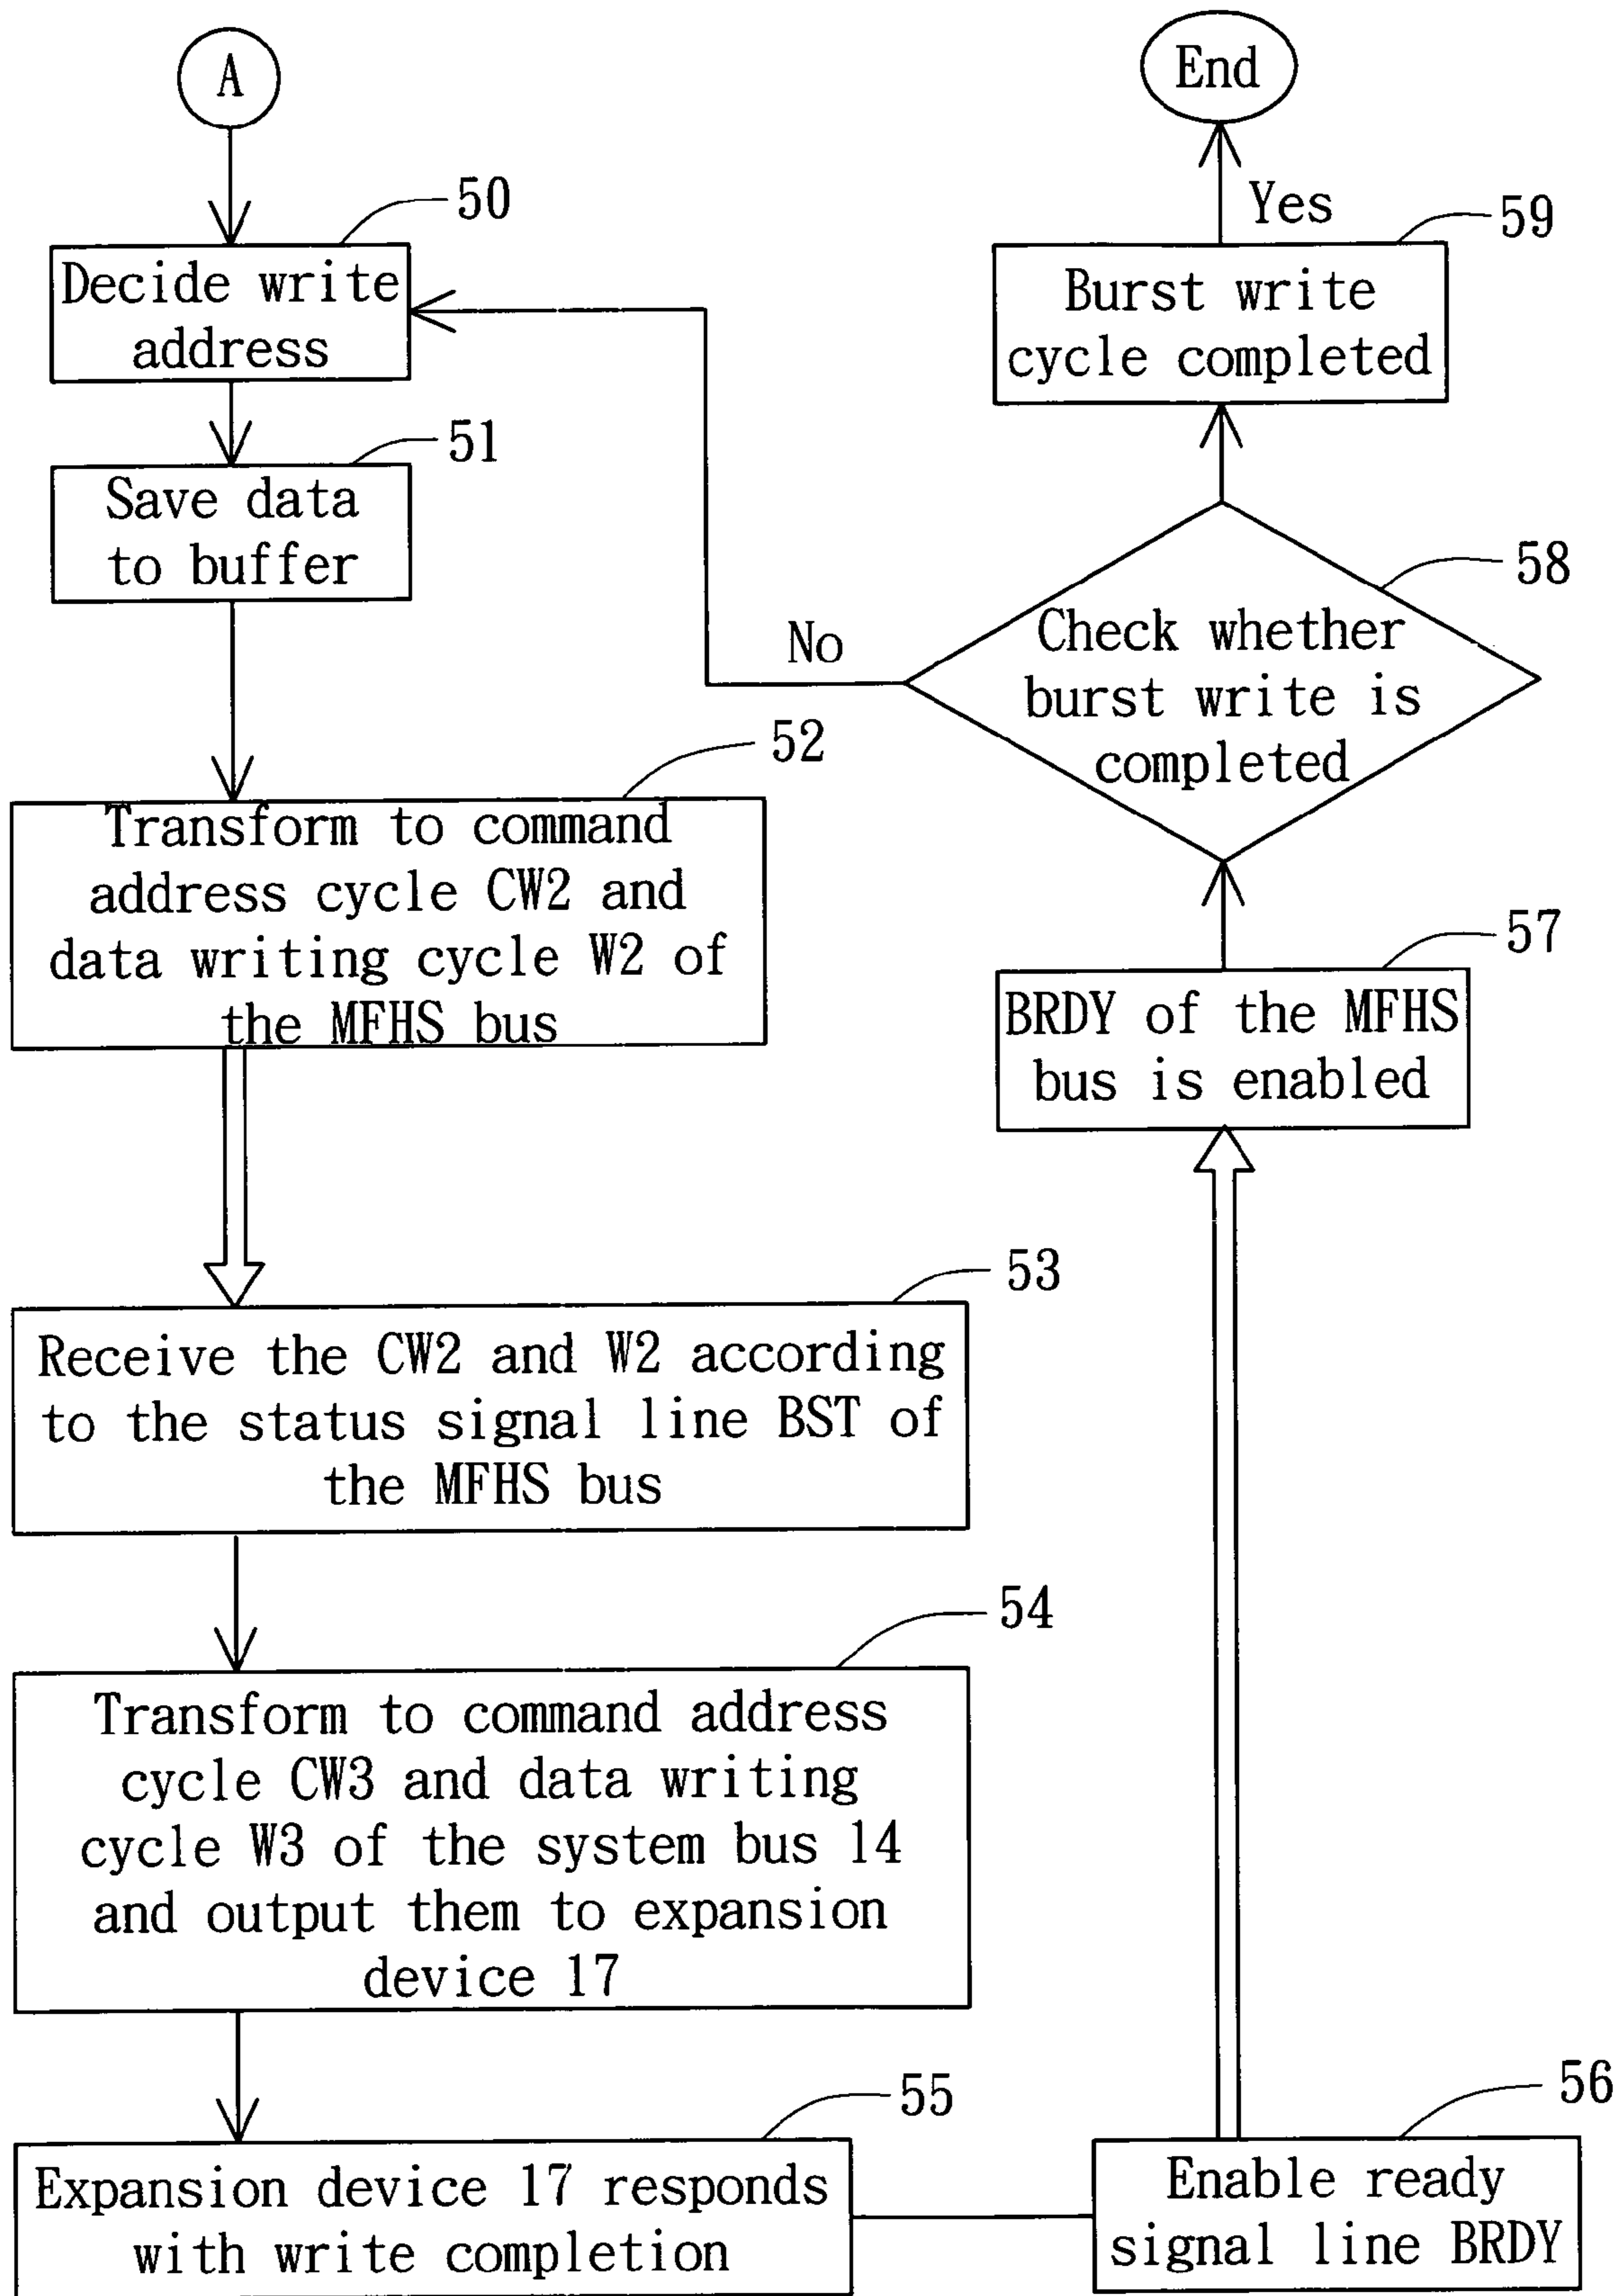 A
50
Decide write
address
51
Save data
to buffer
52
Transform to command
address cycle CW2 and
data writing cycle W2 of
the MFHS bus
53
Receive the CW2 and W2 according
to the status signal line BST of
the MFHS bus
54
Transform to command address
cycle CW3 and data writing
cycle W3 of the system bus 14
and output them to expansion
device 17
55
Expansion device 17 responds
with write completion
56
Enable ready
signal line BRDY
57
BRDY of the MFHS
bus is enabled
58
Check whether
burst write is
completed
No
59
Burst write
cycle completed
Yes
End